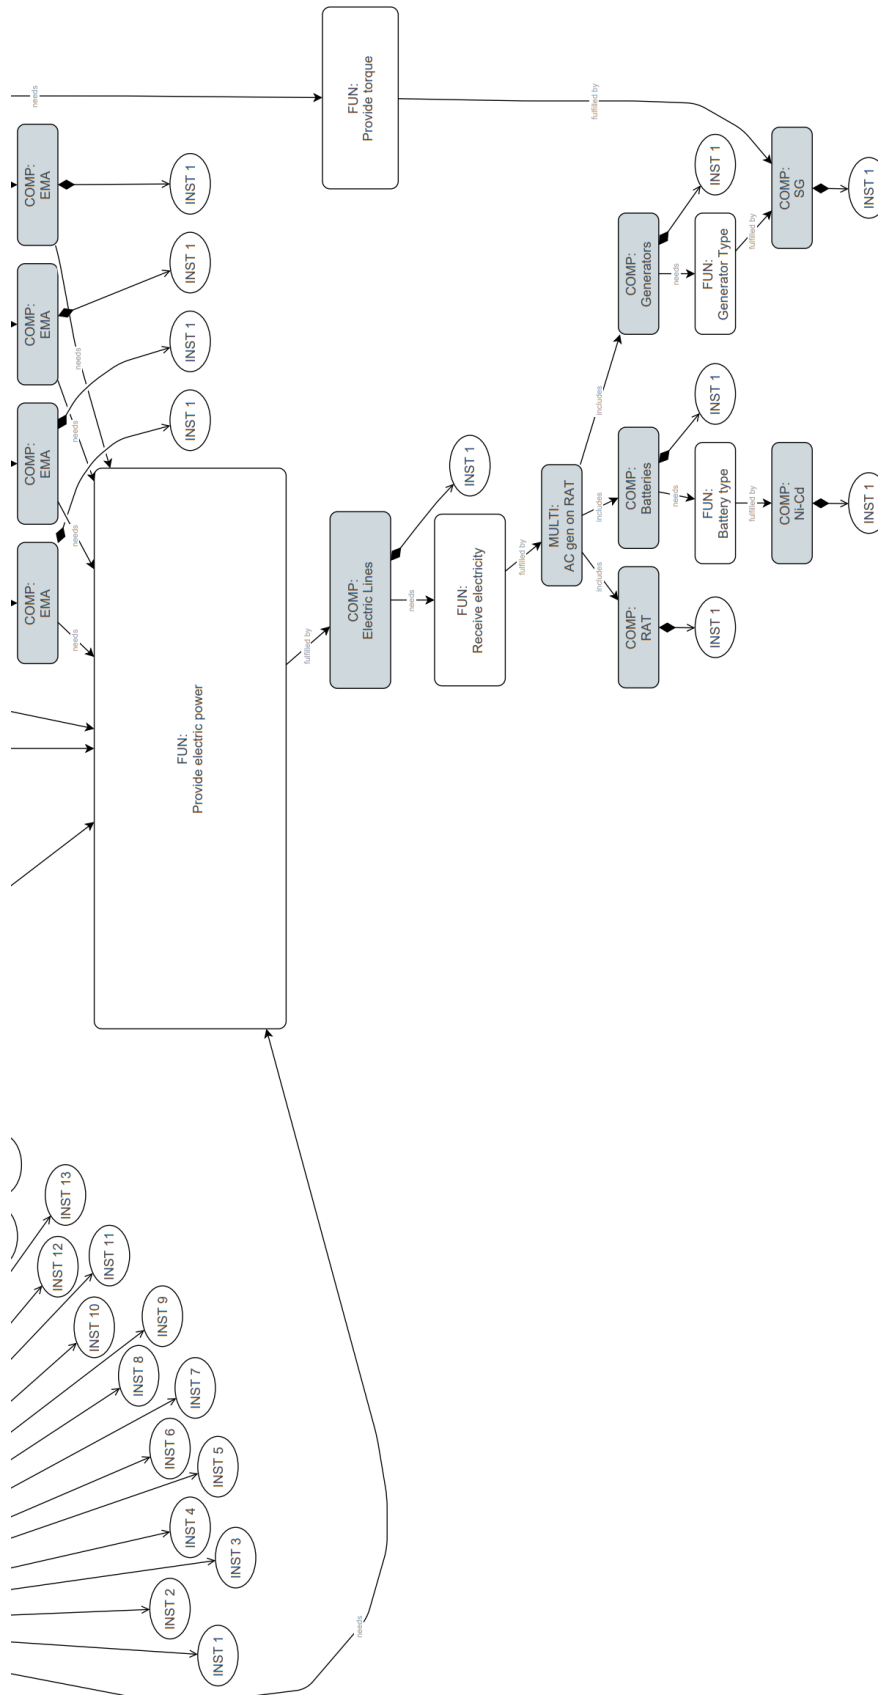 needs
FUN:
Provide torque
fulfilled by
COMP:
EMA
INST 1
COMP:
EMA
INST 1
COMP:
EMA
INST 1
COMP:
EMA
INST 1
needs
needs
needs
needs
FUN:
Provide electric power
fulfilled by
COMP:
Electric Lines
INST 1
needs
FUN:
Receive electricity
fulfilled by
MULTI:
AC gen on RAT
includes
includes
includes
COMP:
Generators
INST 1
needs
FUN:
Generator Type
fulfilled by
COMP:
SG
INST 1
COMP:
Batteries
INST 1
needs
FUN:
Battery type
fulfilled by
COMP:
Ni-Cd
INST 1
COMP:
RAT
INST 1
INST 13
INST 12
INST 11
INST 10
INST 9
INST 8
INST 7
INST 6
INST 5
INST 4
INST 3
INST 2
INST 1
needs